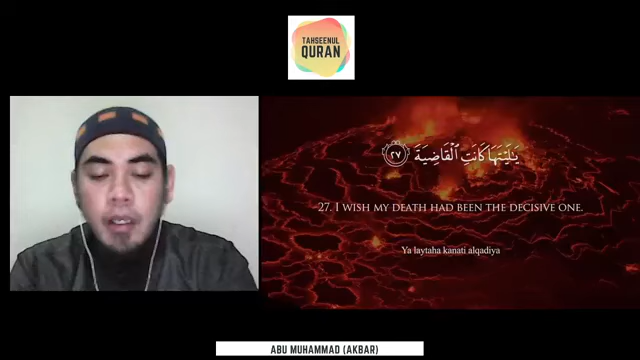 TAHSEENUL
QURAN
يَـٰلَيْتَهَا كَانَتِ ٱلْقَاضِيَةَ ٢٧
27. I WISH MY DEATH HAD BEEN THE DECISIVE ONE.
Ya laytaha kanati alqadiya
ABU MUHAMMAD (AKBAR)